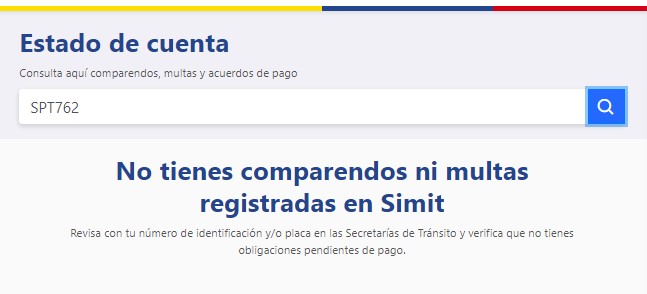 Estado de cuenta
Consulta aquí comparendos, multas y acuerdos de pago
SPT762
No tienes comparendos ni multas
registradas en Simit
Revisa con tu número de identificación y/o placa en las Secretarías de Tránsito y verifica que no tienes
obligaciones pendientes de pago.